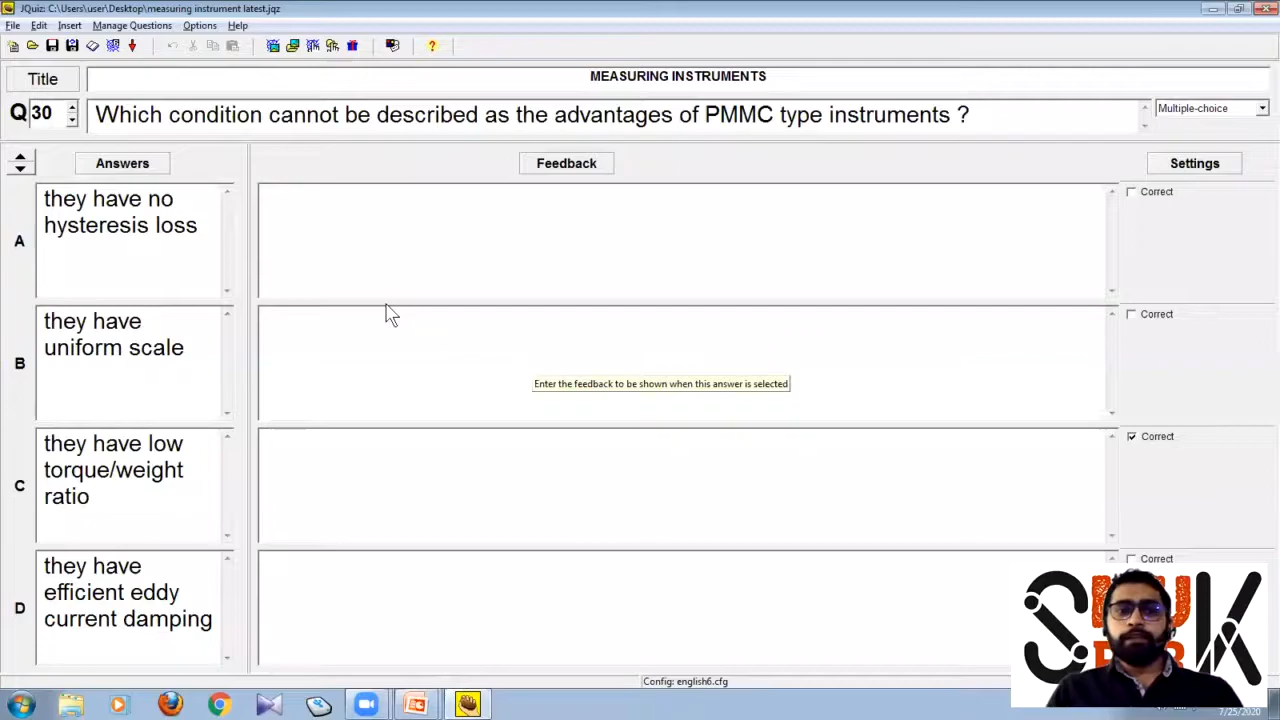 JQuiz: C:\Users\user\Desktop\measuring instrument latest.jqz
File Edit Insert Manage Questions Options Help
Title
MEASURING INSTRUMENTS
Q 30
Which condition cannot be described as the advantages of PMMC type instruments ?
Multiple-choice
Answers
Feedback
Settings
A
they have no
hysteresis loss
Correct
B
they have
uniform scale
Correct
Enter the feedback to be shown when this answer is selected
C
they have low
torque/weight
ratio
Correct
D
they have
efficient eddy
current damping
Correct
Config: english6.cfg
7/25/2020